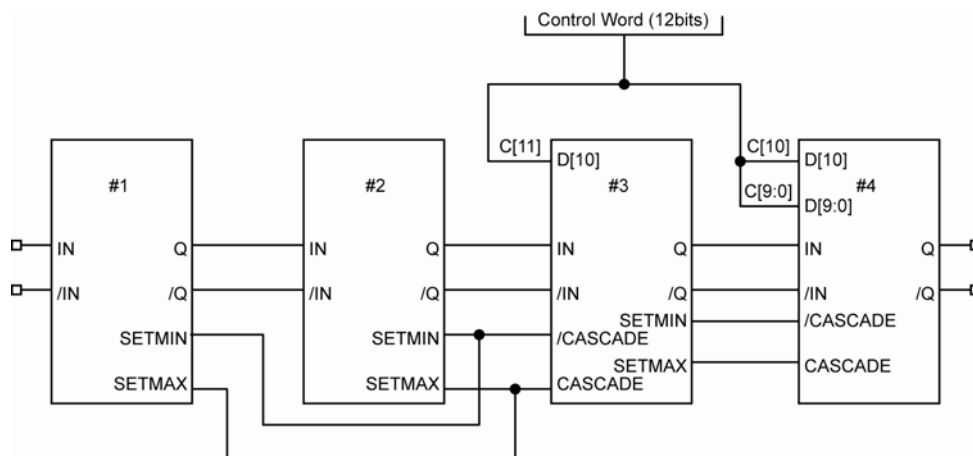 Control Word (12bits)
C[11]
D[10]
C[10]
D[10]
C[9:0]
D[9:0]
#1
#2
#3
#4
IN
Q
IN
Q
IN
Q
IN
Q
/IN
/Q
/IN
/Q
/IN
/Q
/IN
/Q
SETMIN
SETMIN
/CASCADE
SETMIN
/CASCADE
SETMAX
SETMAX
CASCADE
SETMAX
CASCADE